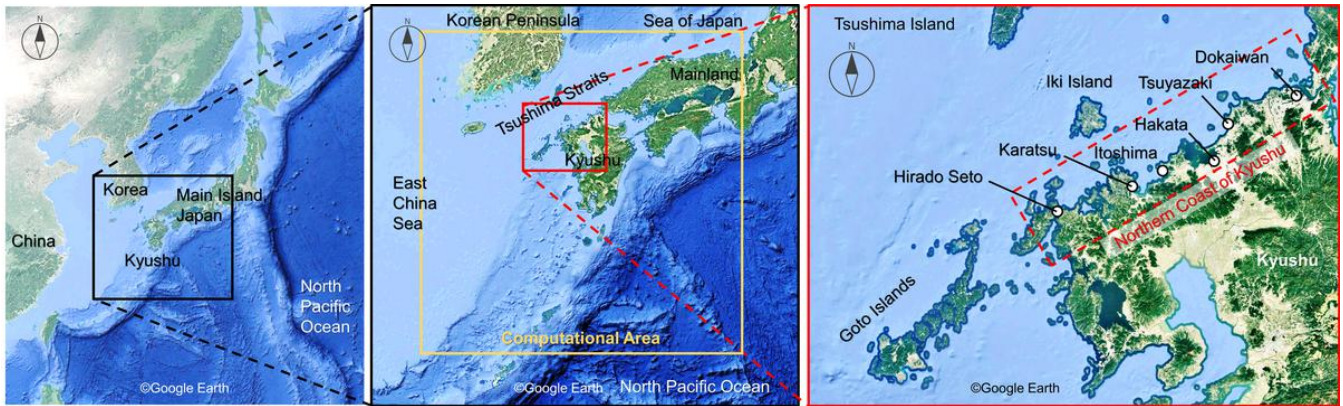 N
Korea
Main Island
Japan
China
Kyushu
North
Pacific
Ocean
©Google Earth
N
Korean Peninsula
Sea of Japan
Mainland
Tsushima Straits
Kyushu
East
China
Sea
Computational Area
©Google Earth
North Pacific Ocean
N
Tsushima Island
Dokaiwan
Tsuyazaki
Iki Island
Hakata
Karatsu
Itoshima
Hirado Seto
Northern Coast of Kyushu
Kyushu
Goto Islands
©Google Earth